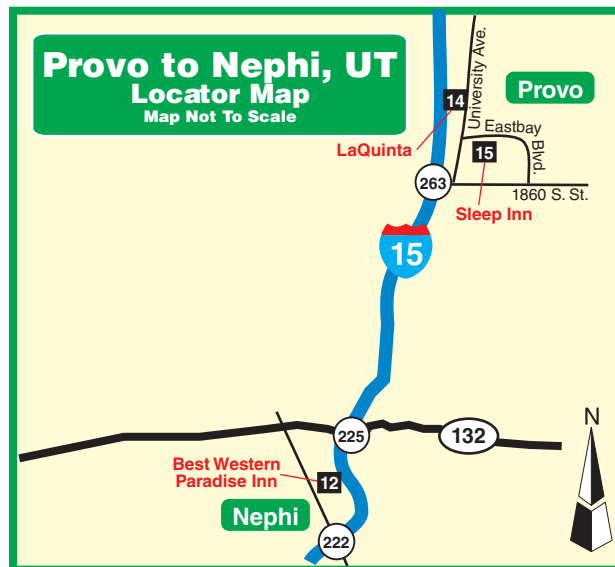 Provo to Nephi, UT
Locator Map
Map Not To Scale
University Ave.
Provo
14
Eastbay
Blvd.
LaQuinta
15
263
1860 S. St.
Sleep Inn
15
N
225
132
Best Western
Paradise Inn
12
Nephi
222